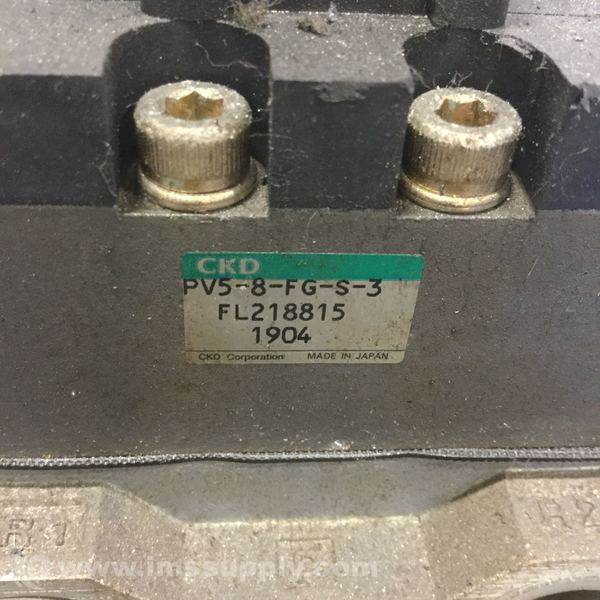 CKD
PV5-8-FG-S-3
FL218815
1904
CKD Corporation MADE IN JAPAN
R1
R2
www.imssupply.com